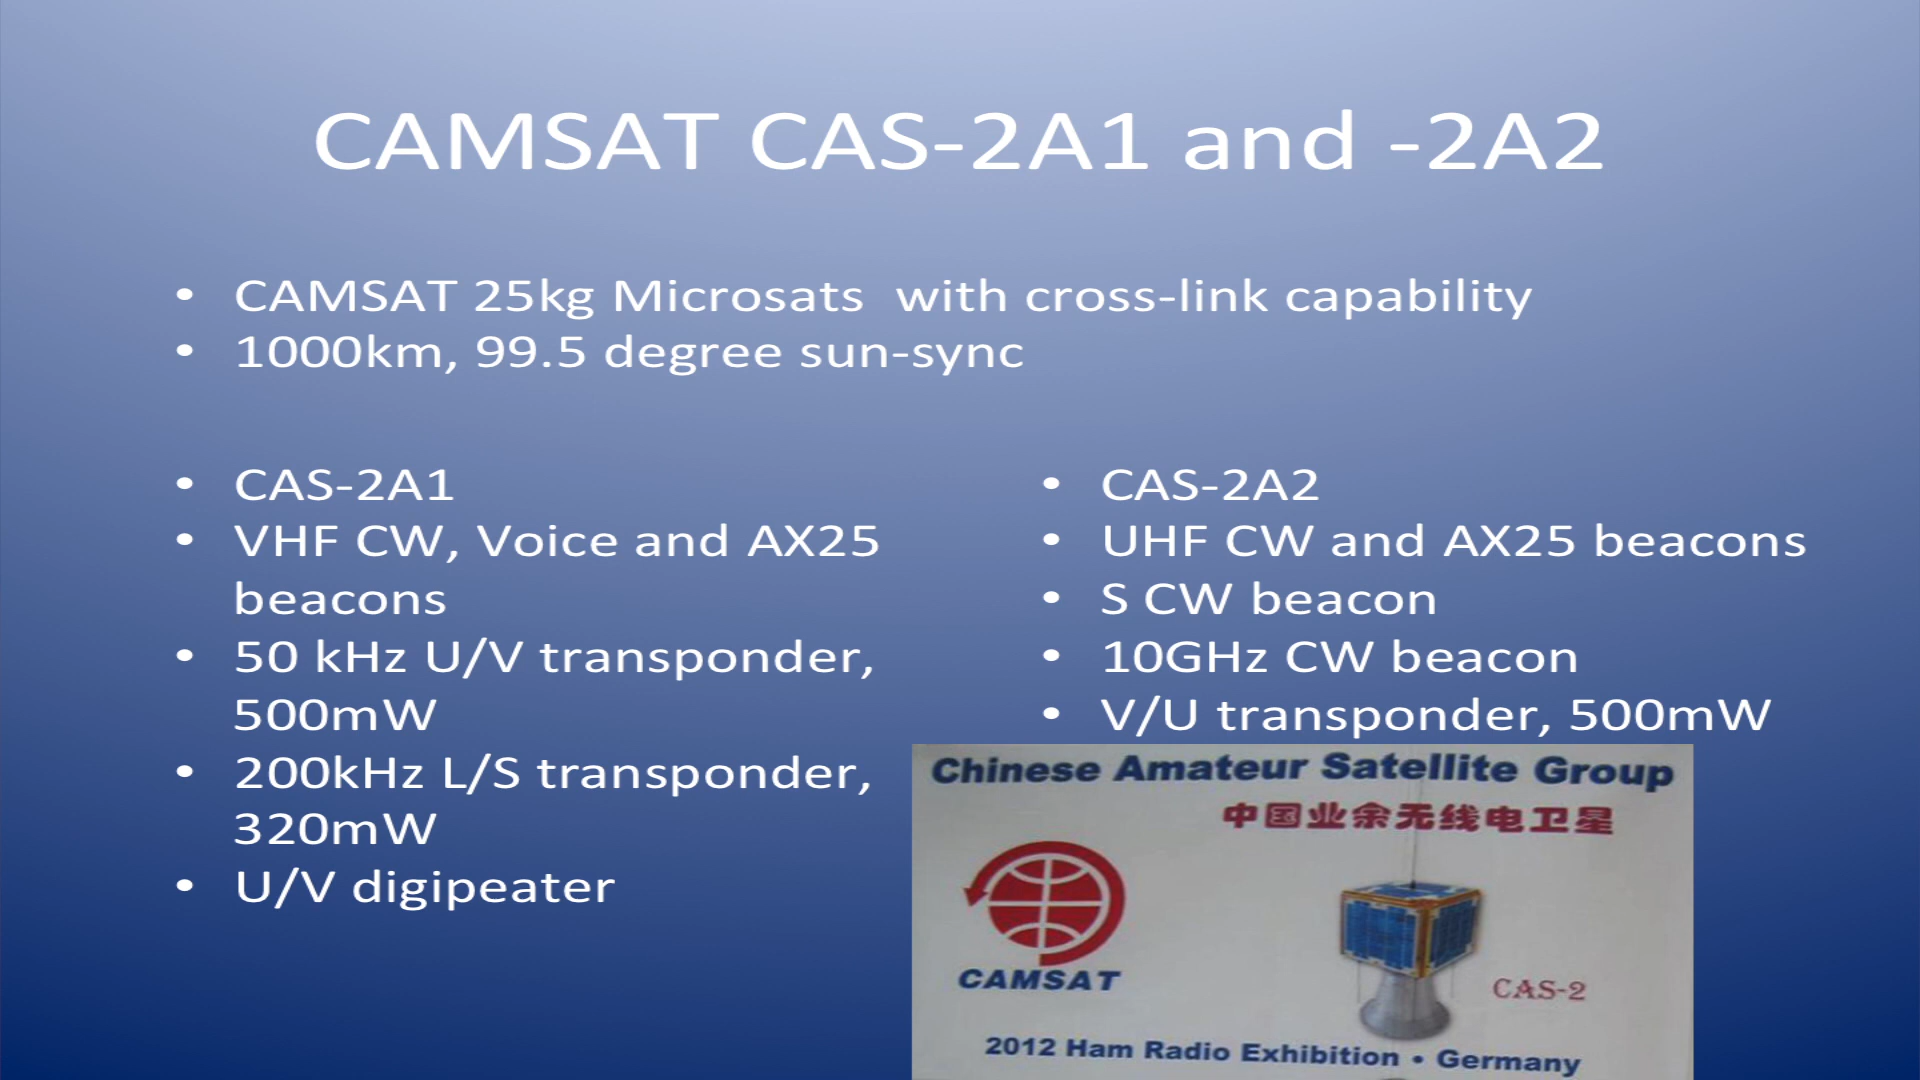 CAMSAT CAS-2A1 and -2A2
• CAMSAT 25kg Microsats  with cross-link capability
• 1000km, 99.5 degree sun-sync
• CAS-2A1
• VHF CW, Voice and AX25
beacons
• 50 kHz U/V transponder,
500mW
• 200kHz L/S transponder,
320mW
• U/V digipeater
• CAS-2A2
• UHF CW and AX25 beacons
• S CW beacon
• 10GHz CW beacon
• V/U transponder, 500mW
Chinese Amateur Satellite Group
中国业余无线电卫星
CAMSAT
CAS-2
2012 Ham Radio Exhibition • Germany